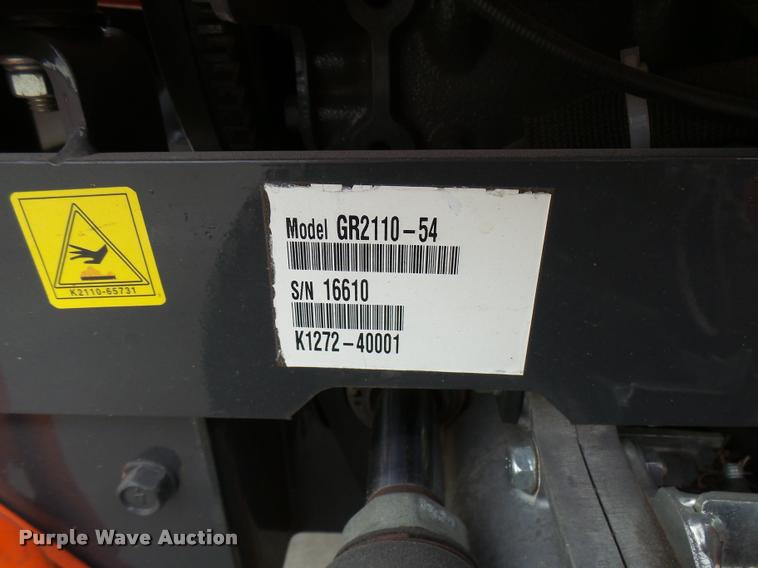 Model GR2110-54
S/N 16610
K1272-40001
K2110-65731
Purple Wave Auction